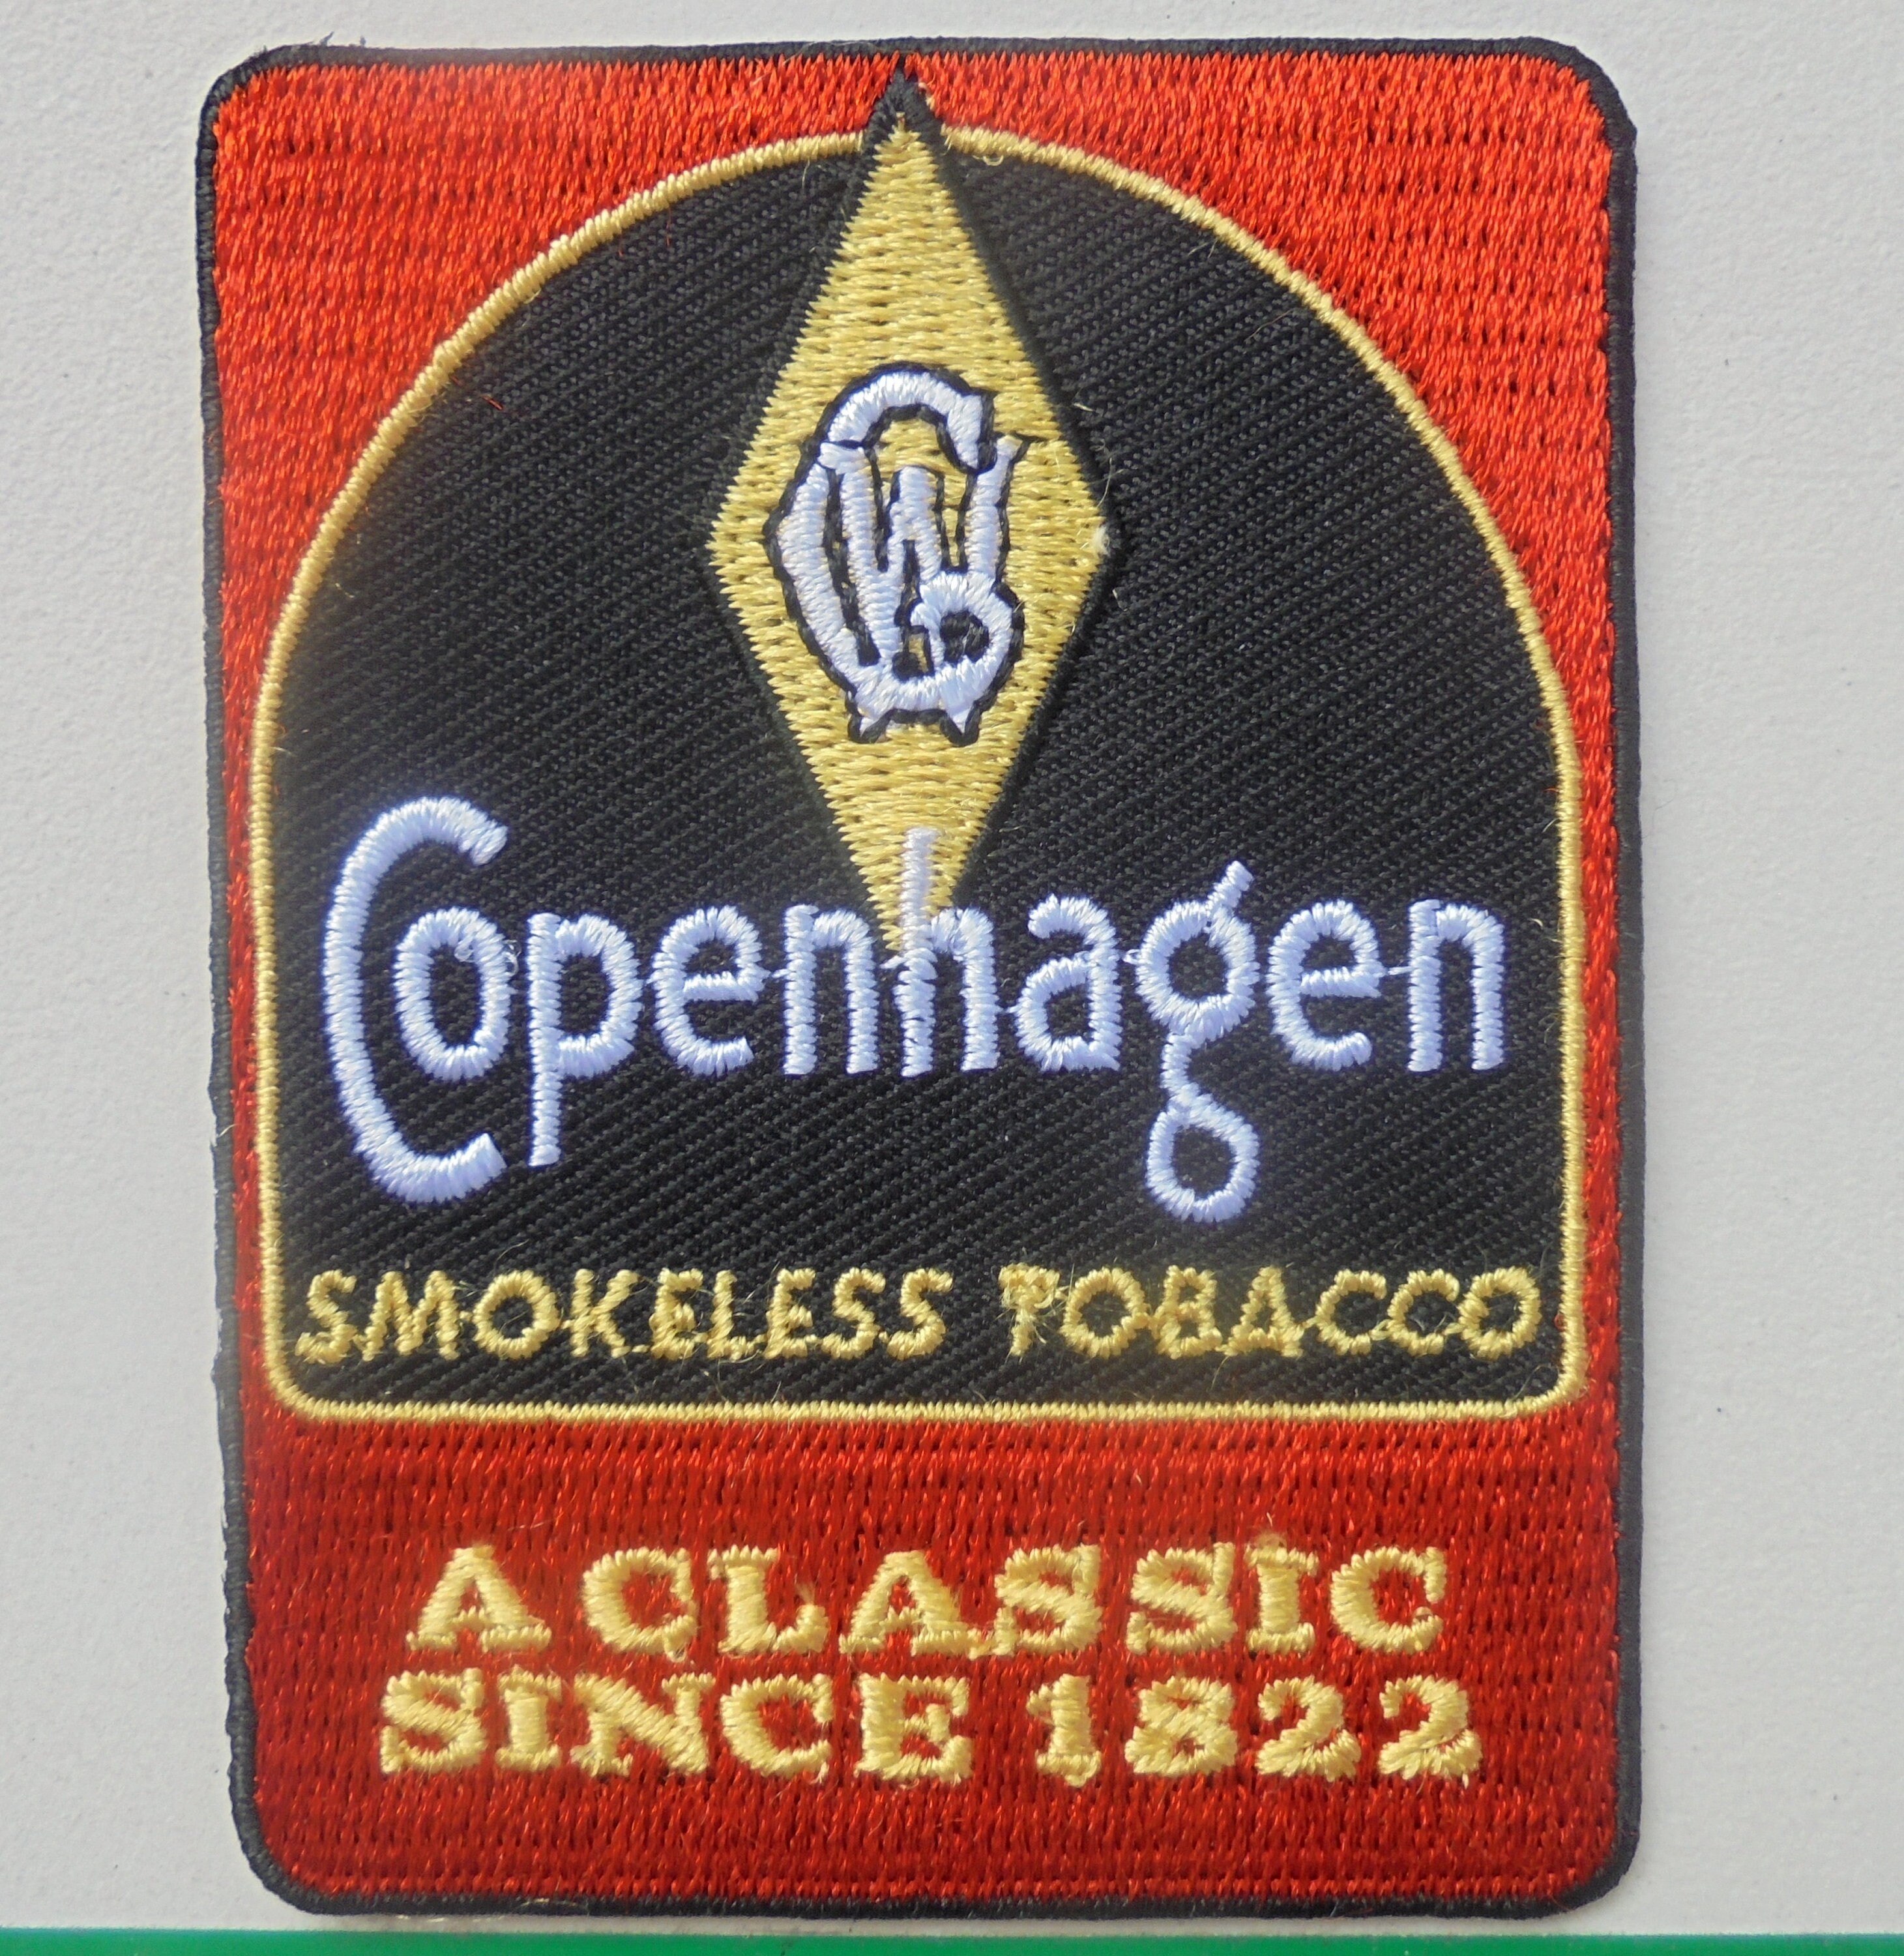 Copenhagen
SMOKELESS TOBACCO
A CLASSIC
SINCE 1822